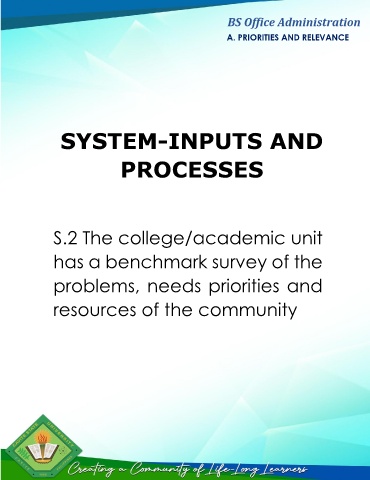 BS Office Administration
A. PRIORITIES AND RELEVANCE
SYSTEM-INPUTS AND
PROCESSES
S.2 The college/academic unit
has a benchmark survey of the
problems, needs priorities and
resources of the community
Creating a Community of Life-Long Learners